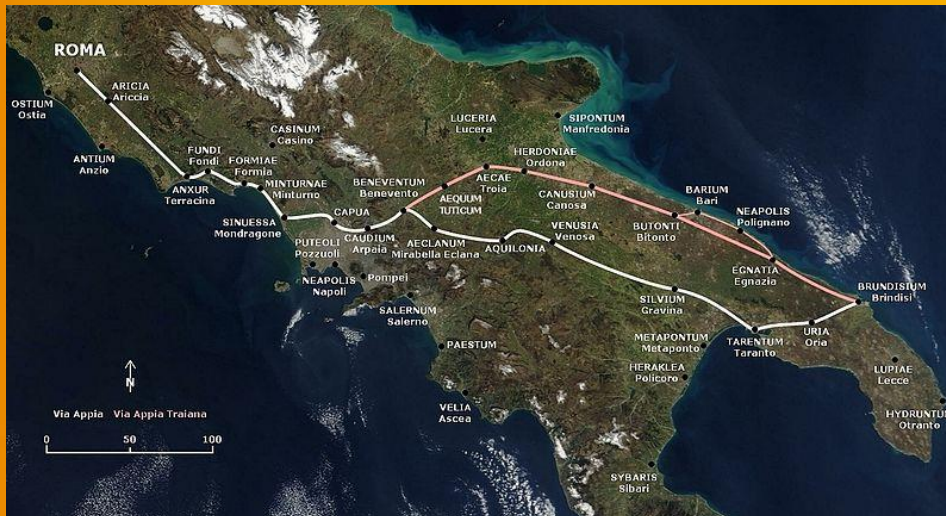 ROMA
ARICIA
Ariccia
OSTIUM
Ostia
ANTIUM
Anzio
CASINUM
Casino
FUNDI
Fondi
FORMIAE
Formia
ANXUR
Terracina
MINTURNAE
Minturno
SINUESSA
Mondragone
CAPUA
CAUDIUM
Arpaia
PUTEOLI
Pozzuoli
NEAPOLIS
Napoli
Pompei
SALERNUM
Salerno
PAESTUM
VELIA
Ascea
LUCERIA
Lucera
SIPONTUM
Manfredonia
HERDONIAE
Ordona
BENEVENTUM
Benevento
AECAE
Troia
AEQUUM
TUTICUM
CANUSIUM
Canosa
BARIUM
Bari
NEAPOLIS
Polignano
BUTONTI
Bitonto
AECLANUM
Mirabella Eclana
AQUILONIA
VENUSIA
Venosa
EGNATIA
Egnazia
BRUNDISIUM
Brindisi
SILVIUM
Gravina
URIA
Oria
TARENTUM
Taranto
METAPONTUM
Metaponto
HERAKLEA
Policoro
LUPIAE
Lecce
HYDRUNTUM
Otranto
SYBARIS
Sibari
N
Via Appia Via Appia Traiana
0 50 100